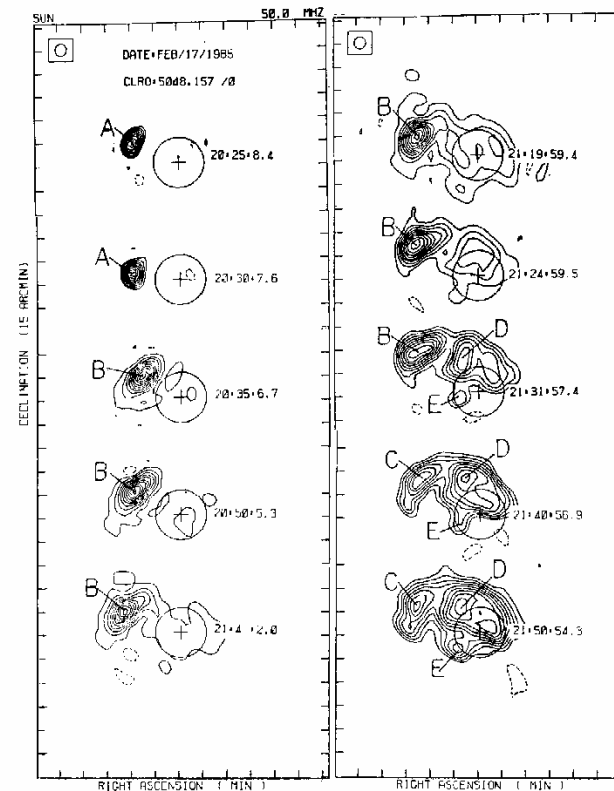 SUN 50.0 MHZ
DATE:FEB/17/1985
CLRO:5048.157 /0
A
20:25:8.4
A
20:30:7.6
B
20:35:6.7
B
20:50:5.3
B
21:4 :2.0
B
21:19:59.4
B
21:24:59.5
B
D
E
21:31:57.4
C
D
E
21:40:56.9
C
D
E
21:50:54.3
DECLINATION (15 ARCMIN)
RIGHT ASCENSION ( MIN )
RIGHT ASCENSION ( MIN )